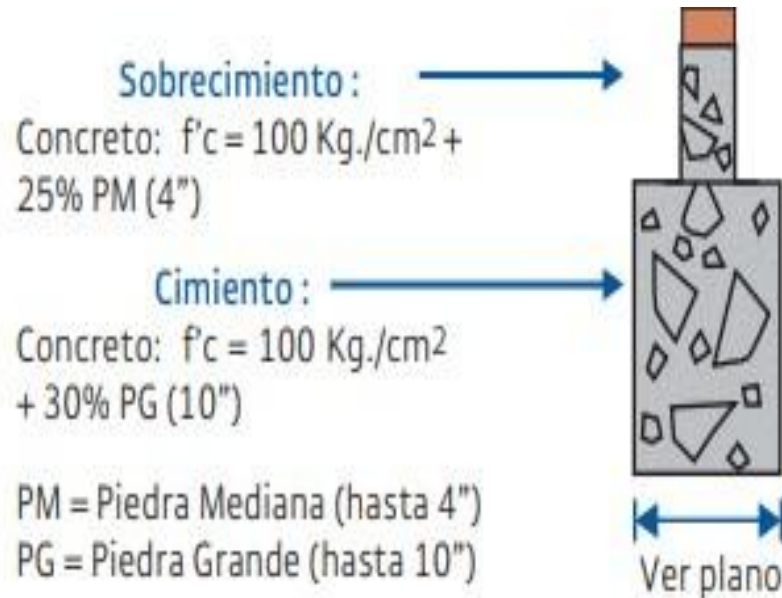 Sobrecimiento :
Concreto: f'c = 100 Kg./cm2 +
25% PM (4")
Cimiento :
Concreto: f'c = 100 Kg./cm2
+ 30% PG (10")
PM = Piedra Mediana (hasta 4")
PG = Piedra Grande (hasta 10")
Ver plano